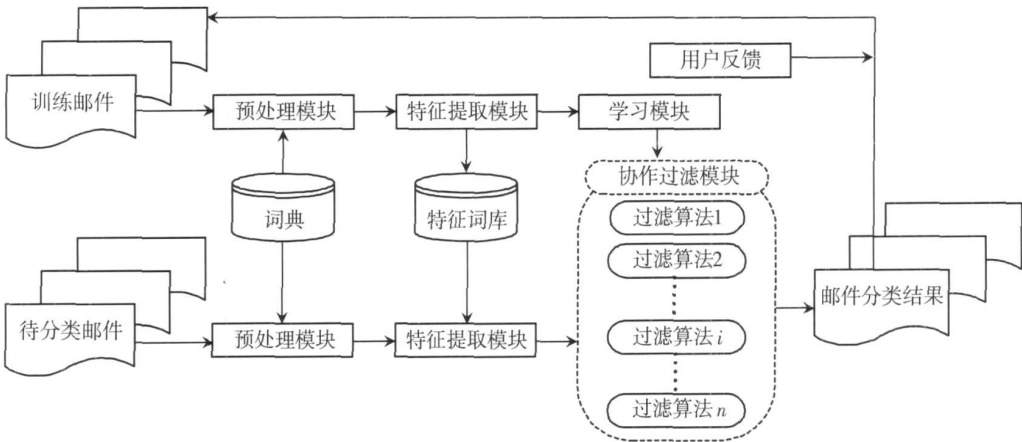 用户反馈
训练邮件
预处理模块
特征提取模块
学习模块
协作过滤模块
词典
特征词库
过滤算法1
过滤算法2
邮件分类结果
待分类邮件
预处理模块
特征提取模块
过滤算法i
过滤算法n